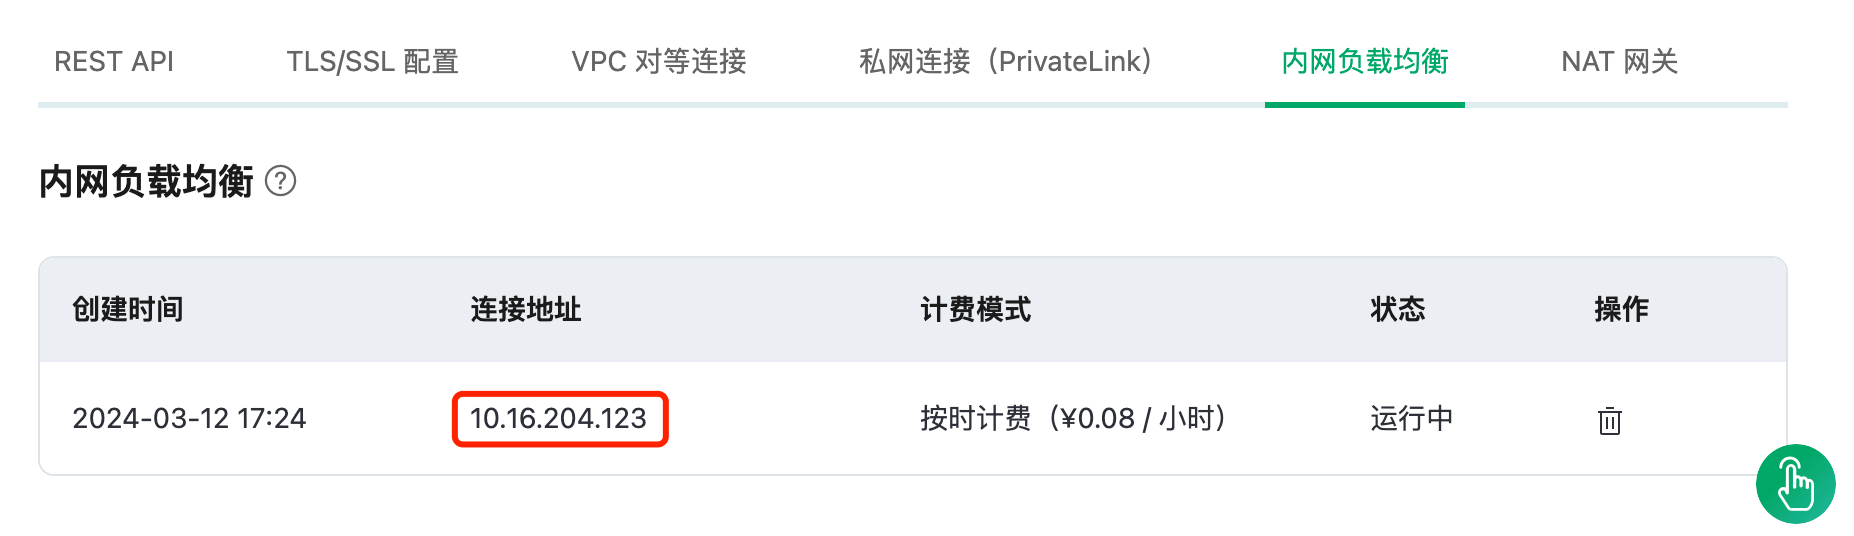 REST API TLS/SSL 配置 VPC 对等连接 私网连接（PrivateLink） 内网负载均衡 NAT 网关
内网负载均衡 ?
创建时间 连接地址 计费模式 状态 操作
2024-03-12 17:24 10.16.204.123 按时计费（¥0.08 / 小时） 运行中